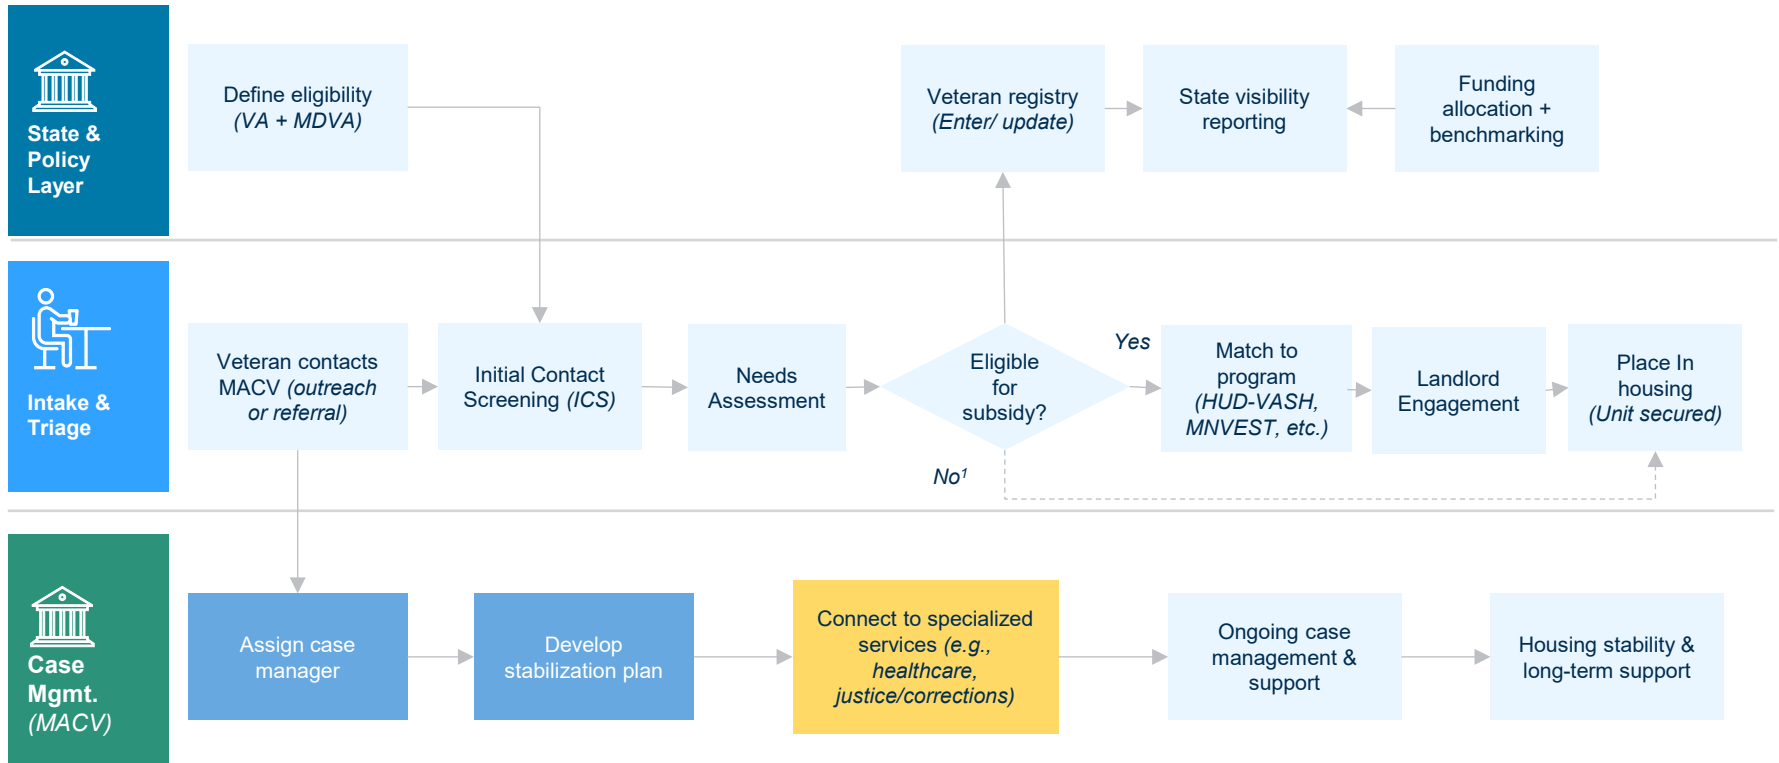 State &
Policy
Layer
Define eligibility
(VA + MDVA)
Veteran registry
(Enter/ update)
State visibility
reporting
Funding
allocation +
benchmarking
Intake &
Triage
Veteran contacts
MACV (outreach
or referral)
Initial Contact
Screening (ICS)
Needs
Assessment
Eligible
for
subsidy?
Yes
No¹
Match to
program
(HUD-VASH,
MNVEST, etc.)
Landlord
Engagement
Place In
housing
(Unit secured)
Case
Mgmt.
(MACV)
Assign case
manager
Develop
stabilization plan
Connect to specialized
services (e.g.,
healthcare,
justice/corrections)
Ongoing case
management &
support
Housing stability &
long-term support